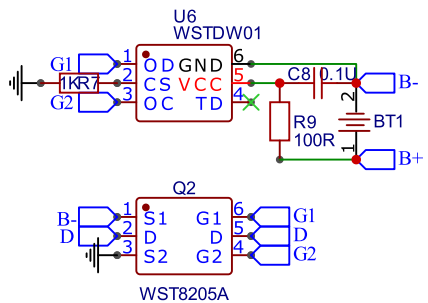 U6
WSTDW01
G1 1 OD GND 6
1KR7 2 CS VCC 5 C8 0.1U B-
G2 3 OC TD 4
2
R9
100R
BT1
1 B+
Q2
B- 1 S1 G1 6 G1
D 2 D D 5 D
3 S2 G2 4 G2
WST8205A